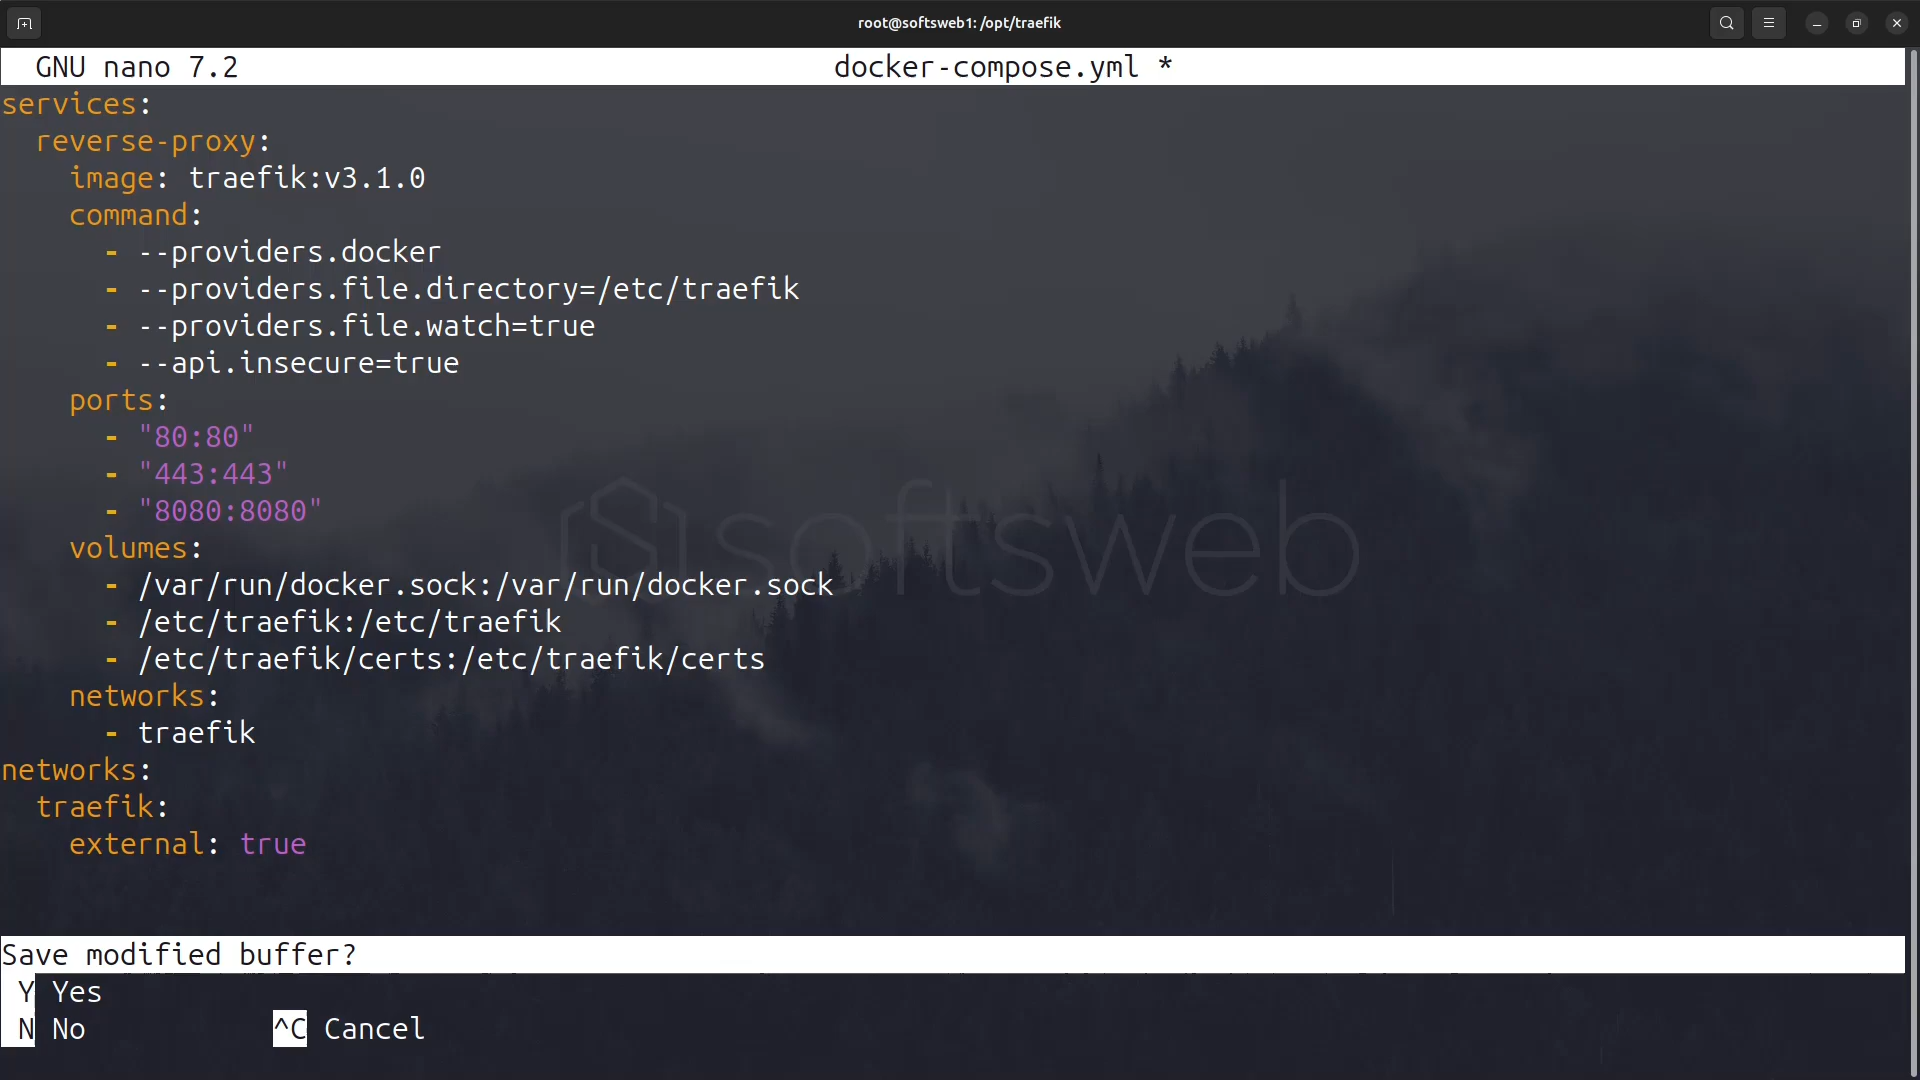 root@softsweb1: /opt/traefik
GNU nano 7.2 docker-compose.yml *
services:
  reverse-proxy:
    image: traefik:v3.1.0
    command:
      - --providers.docker
      - --providers.file.directory=/etc/traefik
      - --providers.file.watch=true
      - --api.insecure=true
    ports:
      - "80:80"
      - "443:443"
      - "8080:8080"
    volumes:
      - /var/run/docker.sock:/var/run/docker.sock
      - /etc/traefik:/etc/traefik
      - /etc/traefik/certs:/etc/traefik/certs
    networks:
      - traefik
networks:
  traefik:
    external: true
softsweb
Save modified buffer?
Y Yes
N No ^C Cancel